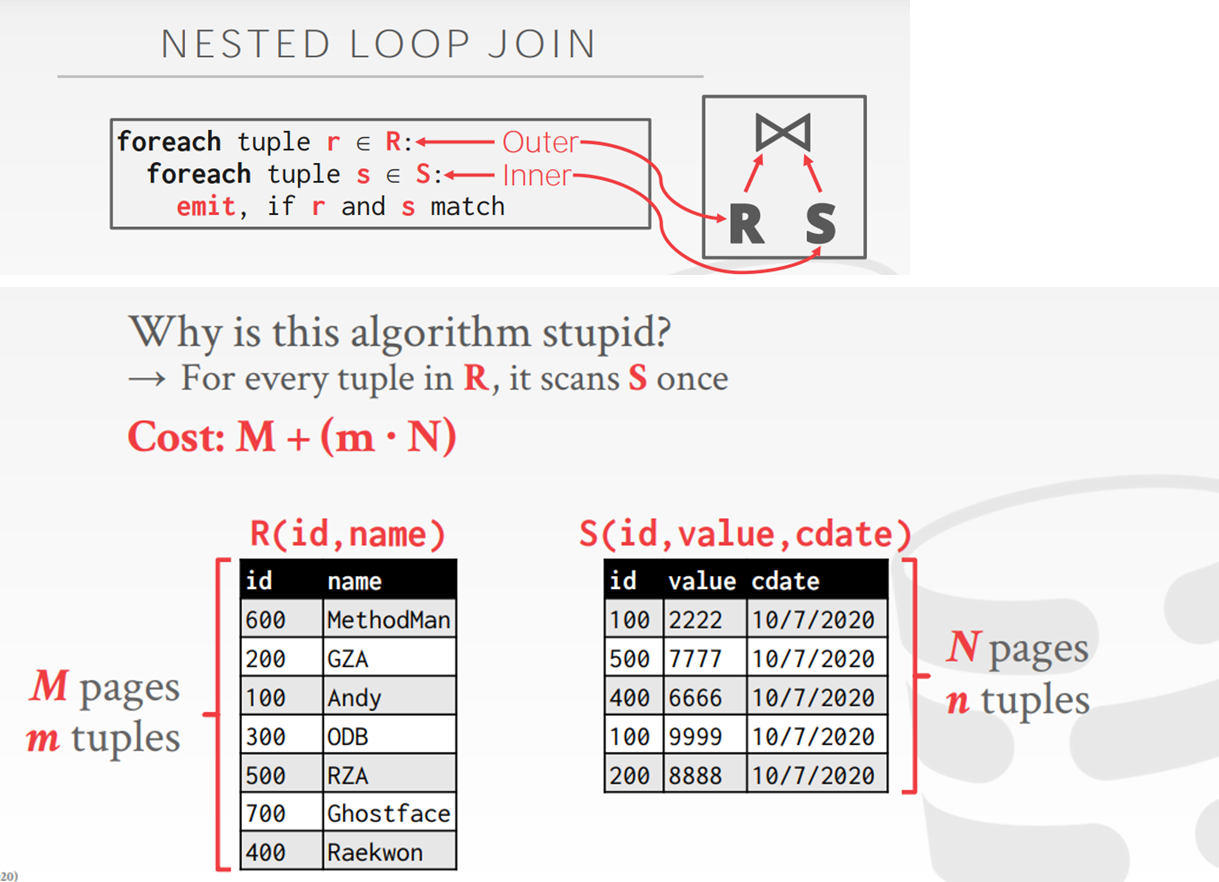 NESTED LOOP JOIN
foreach tuple r ∈ R: Outer
foreach tuple s ∈ S: Inner
emit, if r and s match
⋈
R S
Why is this algorithm stupid?
→ For every tuple in R, it scans S once
Cost: M + (m · N)
R(id,name)
id name
600 MethodMan
200 GZA
100 Andy
300 ODB
500 RZA
700 Ghostface
400 Raekwon
M pages
m tuples
S(id,value,cdate)
id value cdate
100 2222 10/7/2020
500 7777 10/7/2020
400 6666 10/7/2020
100 9999 10/7/2020
200 8888 10/7/2020
N pages
n tuples
20)